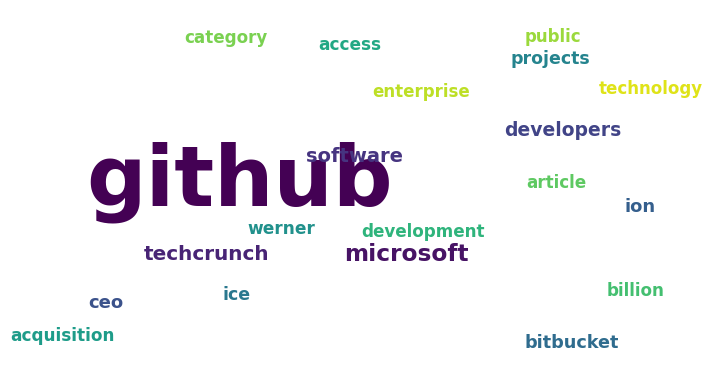 public
category
access
projects
technology
enterprise
developers
software
github
article
ion
werner
development
techcrunch
microsoft
billion
ice
ceo
acquisition
bitbucket